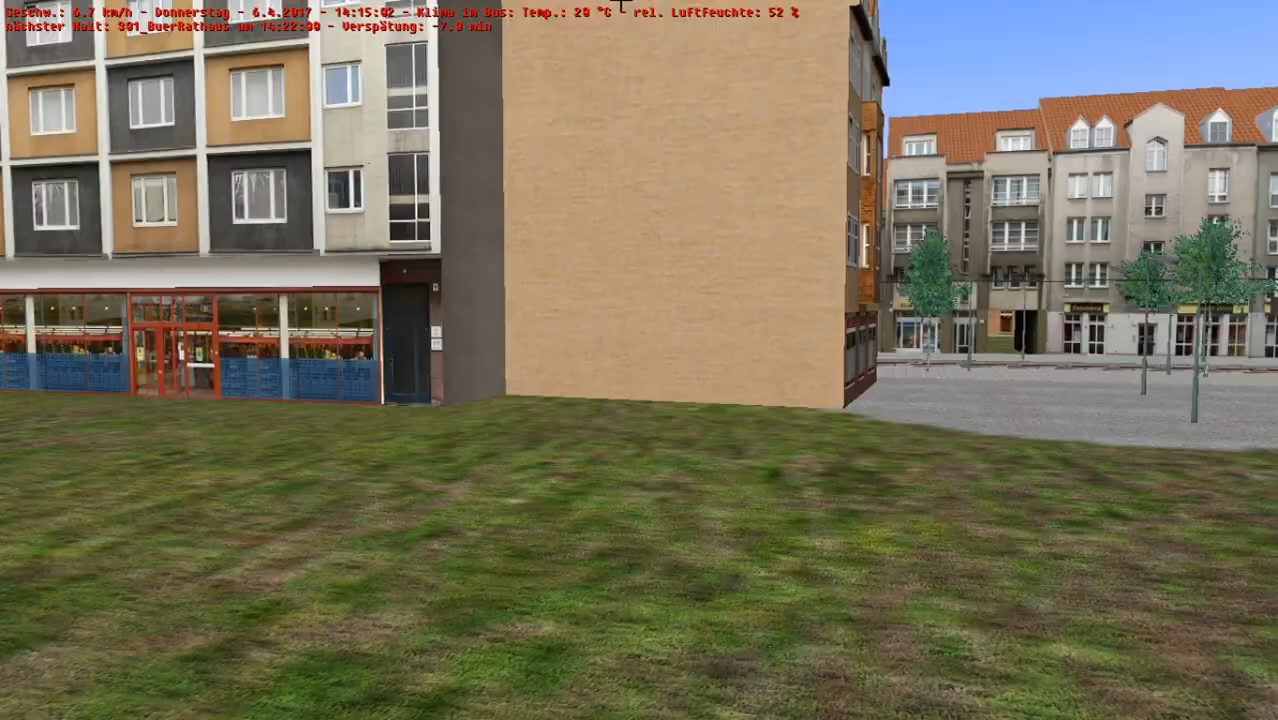 Geschw.: 6.7 km/h - Donnerstag - 6.4.2017 - 14:15:02 - Klima im Bus: Temp.: 20 °C - rel. Luftfeuchte: 52 %
nächster Halt: 301_BuerRathaus um 14:22:00 - Verspätung: -7.0 min